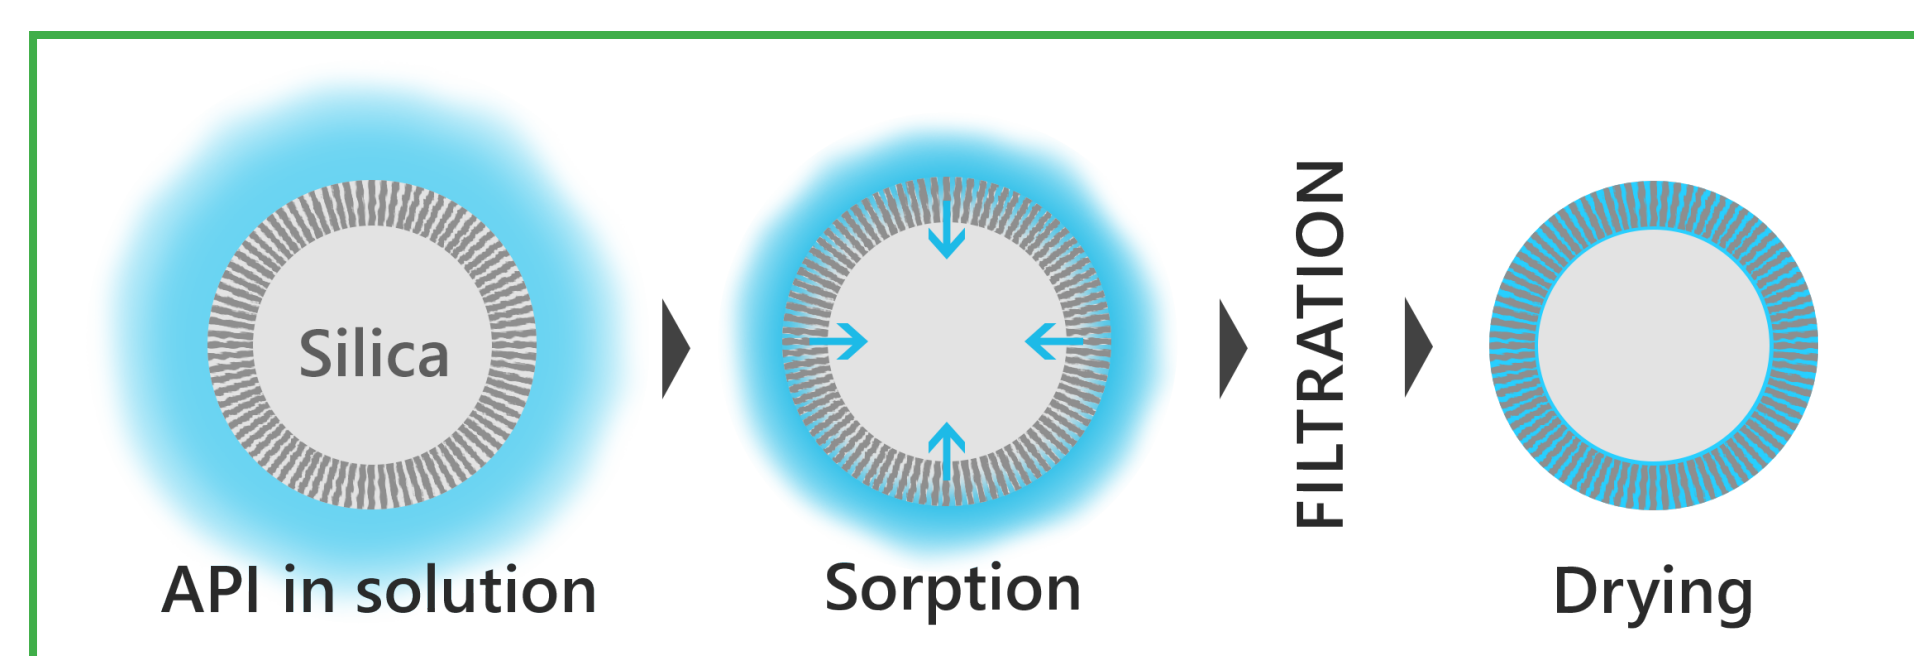 Silica
API in solution
Sorption
FILTRATION
Drying